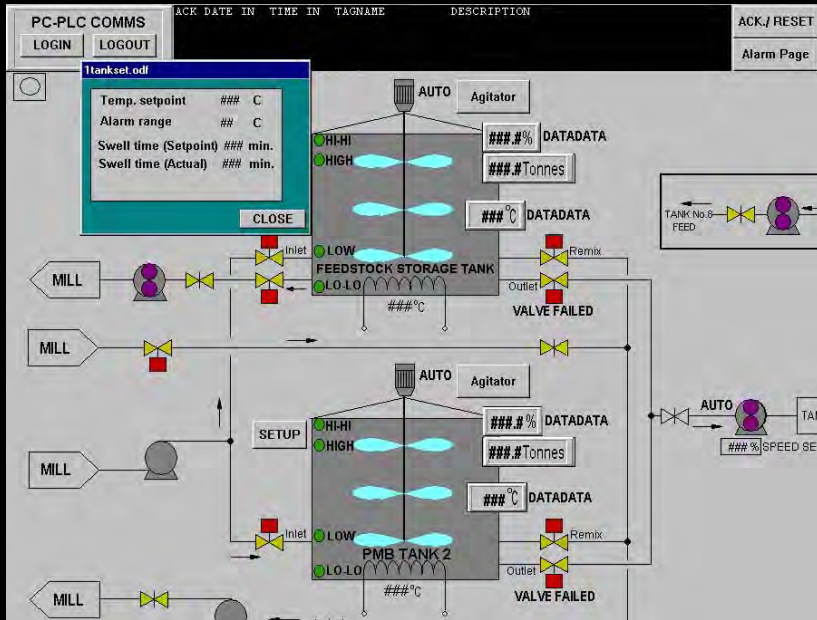 PC-PLC COMMS
LOGIN LOGOUT
ACK DATE IN TIME IN TAGNAME DESCRIPTION
ACK./ RESET
Alarm Page
1tankset.odf
Temp. setpoint ### C
Alarm range ## C
Swell time (Setpoint) ### min.
Swell time (Actual) ### min.
CLOSE
AUTO Agitator
HI-HI
HIGH
###.#% DATADATA
###.#Tonnes
###°C DATADATA
TANK No.6
FEED
Inlet LOW Remix
FEEDSTOCK STORAGE TANK
MILL
LO-LO Outlet
###°C
VALVE FAILED
MILL
AUTO Agitator
SETUP
HI-HI
HIGH
###.#% DATADATA
###.#Tonnes
AUTO
###% SPEED SE
MILL
###°C DATADATA
Inlet LOW Remix
PMB TANK 2
LO-LO Outlet
###°C
VALVE FAILED
MILL